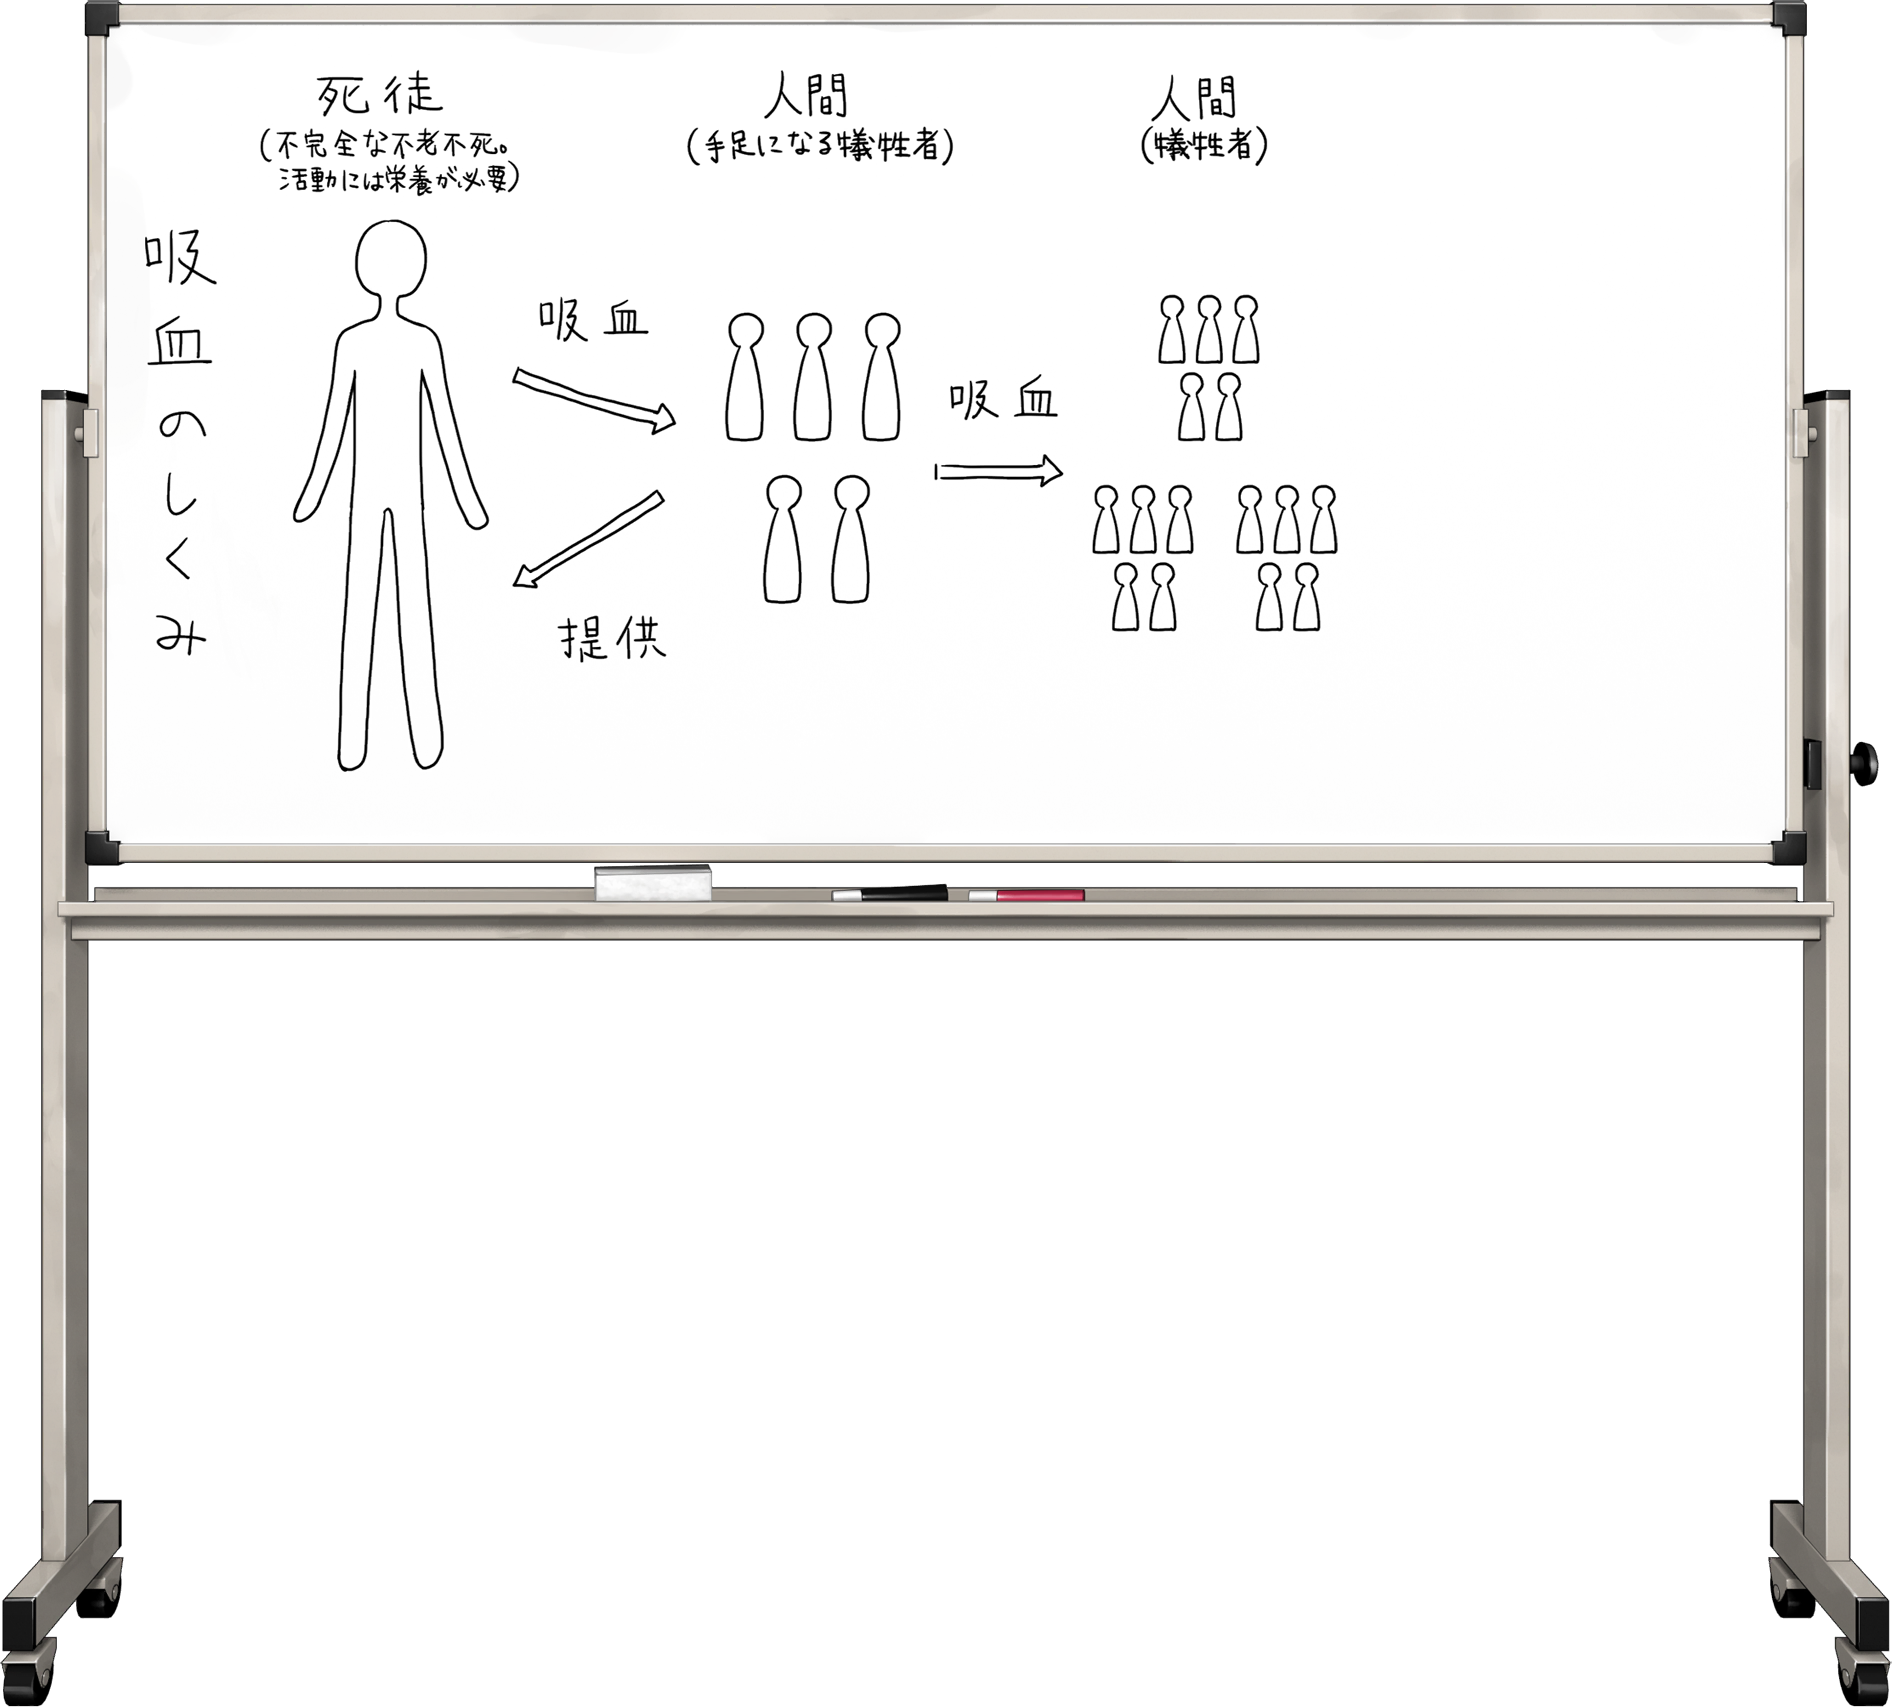 吸血のしくみ
死徒
(不完全な不老不死。
活動には栄養が必要)
吸血
提供
人間
(手足になる犠牲者)
吸血
人間
(犠牲者)